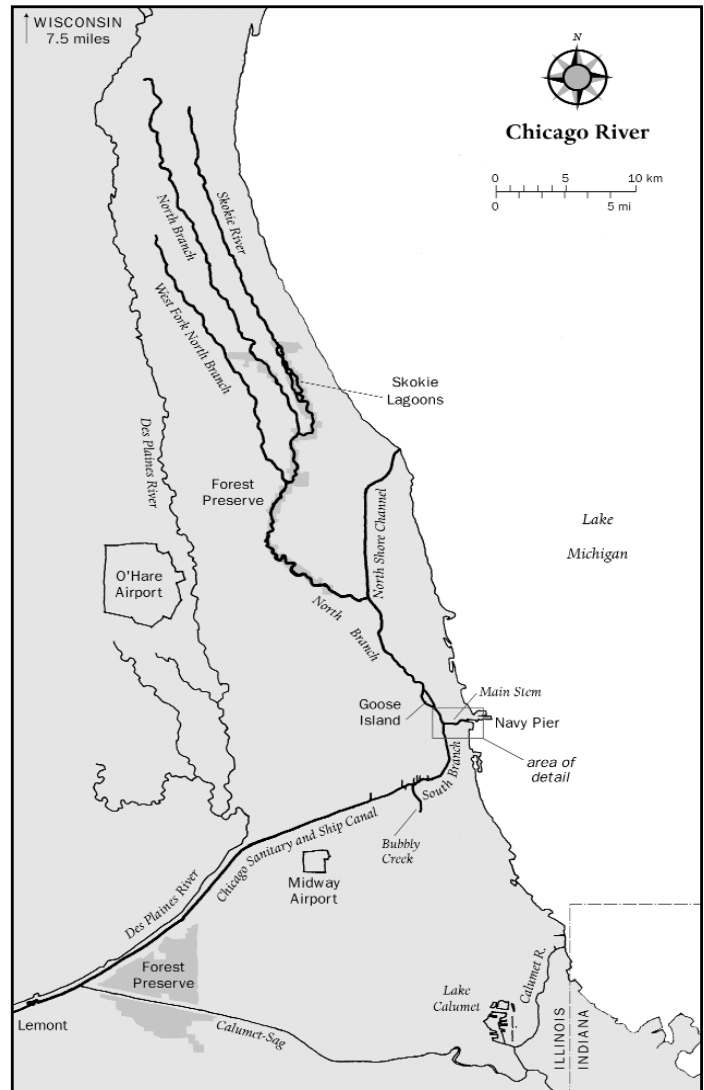 WISCONSIN
7.5 miles
N
Chicago River
0 5 10 km
0 5 mi
North Branch
Skokie River
West Fork North Branch
Skokie
Lagoons
Des Plaines River
Forest
Preserve
North Shore Channel
Lake
Michigan
O'Hare
Airport
North Branch
Goose
Island
Main Stem
Navy Pier
area of
detail
South Branch
Bubbly
Creek
Chicago Sanitary and Ship Canal
Midway
Airport
Des Plaines River
Forest
Preserve
Lemont
Calumet-Sag
Lake
Calumet
Calumet R.
ILLINOIS
INDIANA